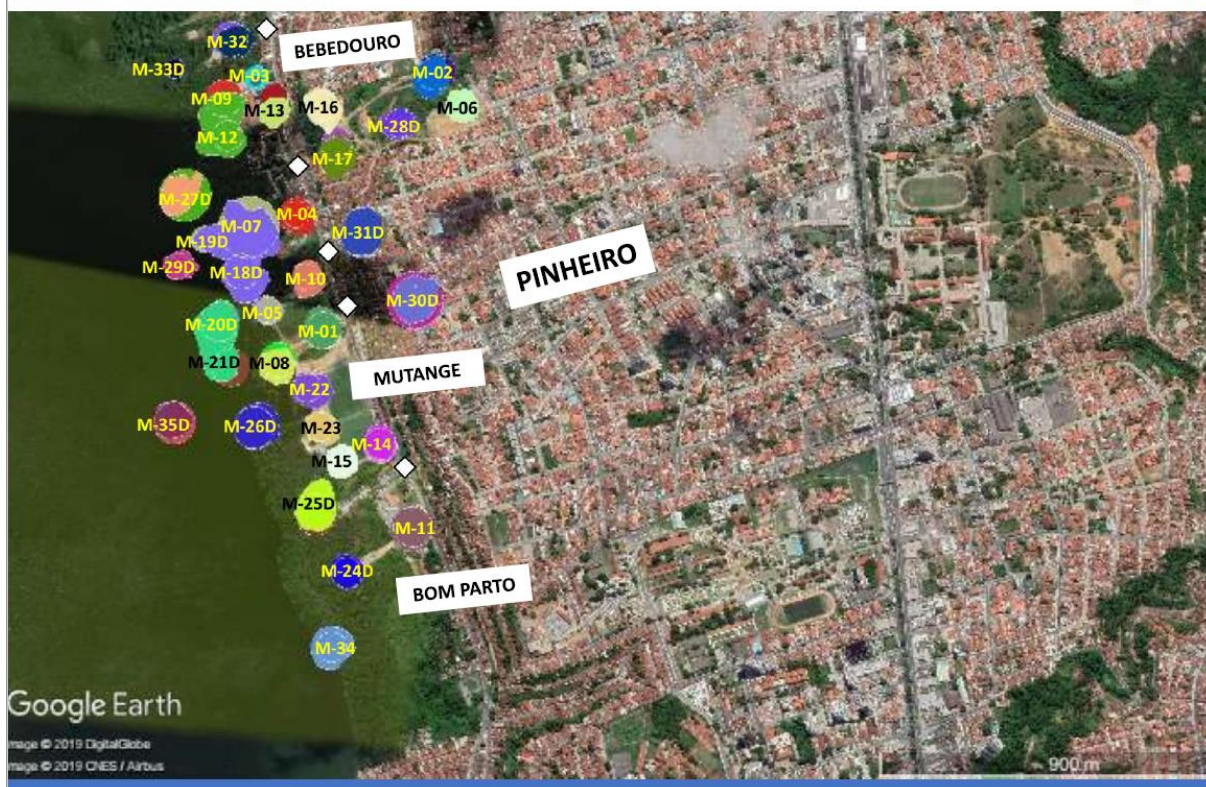 BEBEDOURO
M-32
M-33D
M-03
M-02
M-09
M-13
M-16
M-06
M-12
M-28D
M-17
M-27D
M-07
M-04
M-31D
M-19D
M-29D
M-18D
M-10
PINHEIRO
M-30D
M-05
M-20D
M-01
M-21D
M-08
MUTANGE
M-22
M-35D
M-26D
M-23
M-14
M-15
M-25D
M-11
M-24D
BOM PARTO
M-34
Google Earth
mage © 2019 DigitalGlobe
mage © 2019 CNES / Airbus
900 m